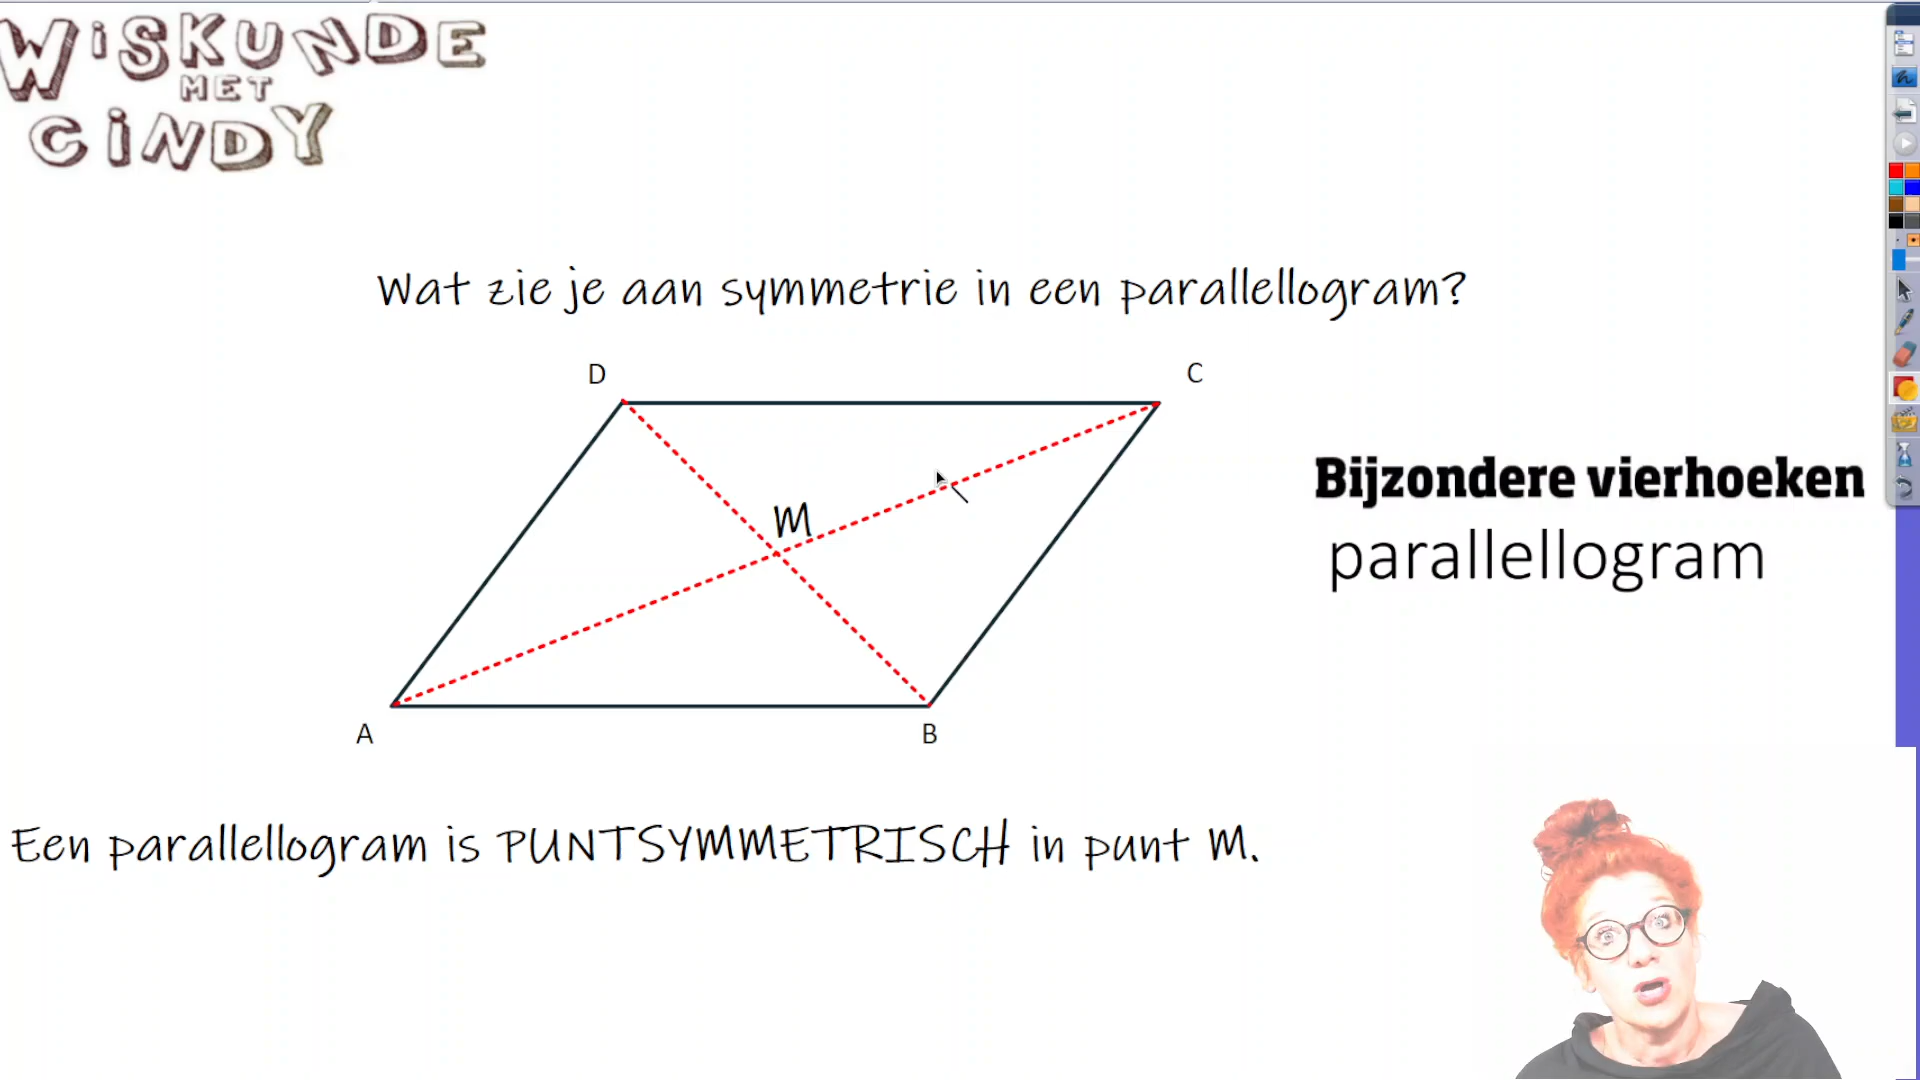 WiSKUNDE
MET
CiNDY
Wat zie je aan symmetrie in een parallellogram?
D
C
M
Bijzondere vierhoeken
parallellogram
A
B
Een parallellogram is PUNTSYMMETRISCH in punt M.